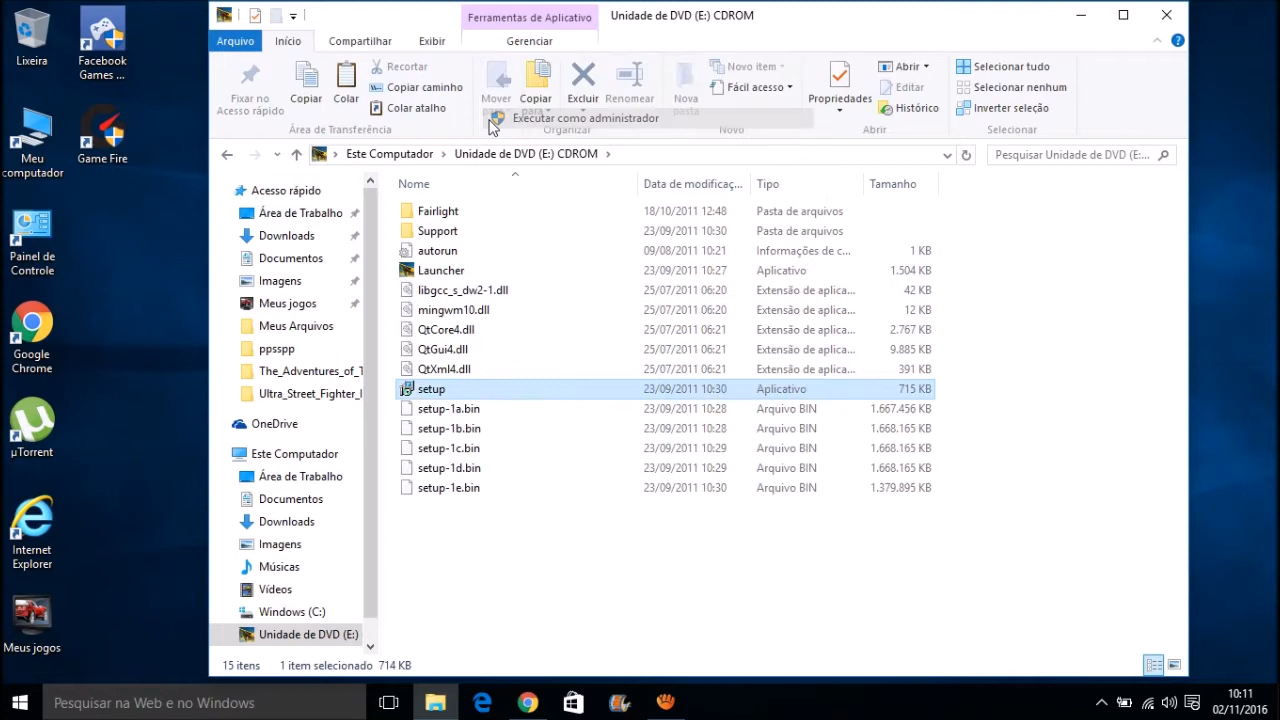 Lixeira
Facebook
Games ...
Meu
computador
Game Fire
Painel de
Controle
Google
Chrome
µTorrent
Internet
Explorer
Meus jogos
Ferramentas de Aplicativo
Unidade de DVD (E:) CDROM
Arquivo
Início
Compartilhar
Exibir
Gerenciar
Fixar no
Acesso rápido
Copiar
Colar
Recortar
Copiar caminho
Copiar atalho
Área de Transferência
Mover
Copiar
Excluir
Renomear
Executar como administrador
Organizar
Nova
Novo item
Fácil acesso
Novo
Propriedades
Abrir
Editar
Histórico
Abrir
Selecionar tudo
Selecionar nenhum
Inverter seleção
Selecionar
Este Computador
Unidade de DVD (E:) CDROM
Pesquisar Unidade de DVD (E:...
Acesso rápido
Área de Trabalho
Downloads
Documentos
Imagens
Meus jogos
Meus Arquivos
ppsspp
The_Adventures_of_T
Ultra_Street_Fighter_I
OneDrive
Este Computador
Área de Trabalho
Documentos
Downloads
Imagens
Músicas
Vídeos
Windows (C:)
Unidade de DVD (E:)
Nome Data de modificaç... Tipo Tamanho
Fairlight 18/10/2011 12:48 Pasta de arquivos
Support 23/09/2011 10:30 Pasta de arquivos
autorun 09/08/2011 10:21 Informações de c... 1 KB
Launcher 23/09/2011 10:27 Aplicativo 1.504 KB
libgcc_s_dw2-1.dll 25/07/2011 06:20 Extensão de aplica... 42 KB
mingwm10.dll 25/07/2011 06:20 Extensão de aplica... 12 KB
QtCore4.dll 25/07/2011 06:21 Extensão de aplica... 2.767 KB
QtGui4.dll 25/07/2011 06:21 Extensão de aplica... 9.885 KB
QtXml4.dll 25/07/2011 06:21 Extensão de aplica... 391 KB
setup 23/09/2011 10:30 Aplicativo 715 KB
setup-1a.bin 23/09/2011 10:28 Arquivo BIN 1.667.456 KB
setup-1b.bin 23/09/2011 10:28 Arquivo BIN 1.668.165 KB
setup-1c.bin 23/09/2011 10:29 Arquivo BIN 1.668.165 KB
setup-1d.bin 23/09/2011 10:29 Arquivo BIN 1.668.165 KB
setup-1e.bin 23/09/2011 10:30 Arquivo BIN 1.379.895 KB
15 itens 1 item selecionado 714 KB
Pesquisar na Web e no Windows
10:11
02/11/2016